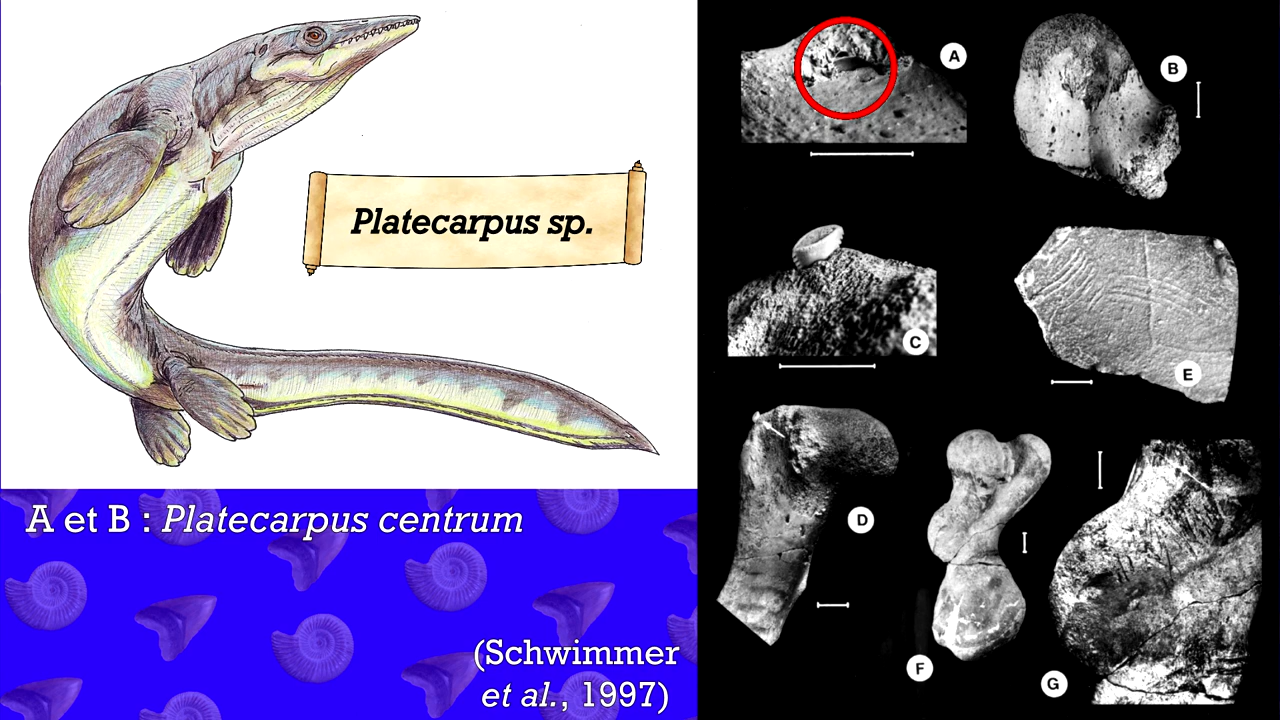 Platecarpus sp.
A et B : Platecarpus centrum
(Schwimmer
et al., 1997)
A
B
C
E
D
F
G